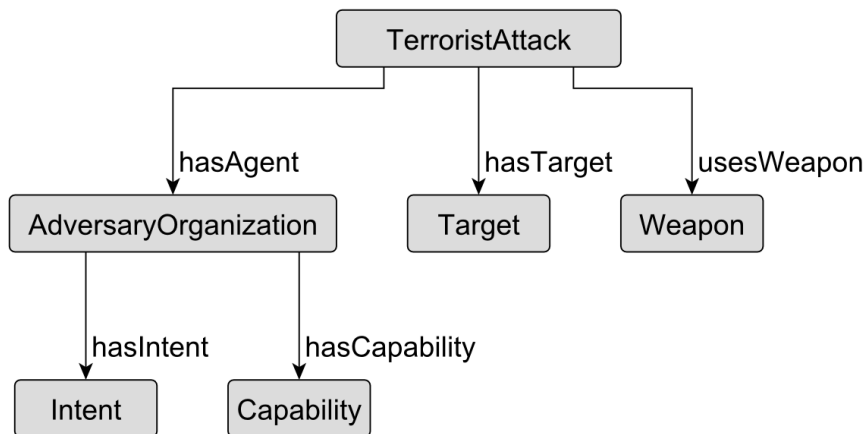 TerroristAttack
hasAgent
hasTarget
usesWeapon
AdversaryOrganization
Target
Weapon
hasIntent
hasCapability
Intent
Capability